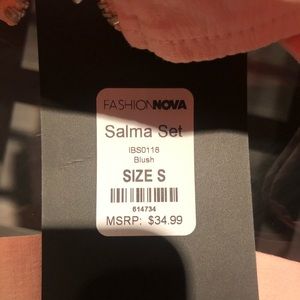 FASHIONNOVA
Salma Set
IBS0118
Blush
SIZE S
614734
MSRP: $34.99